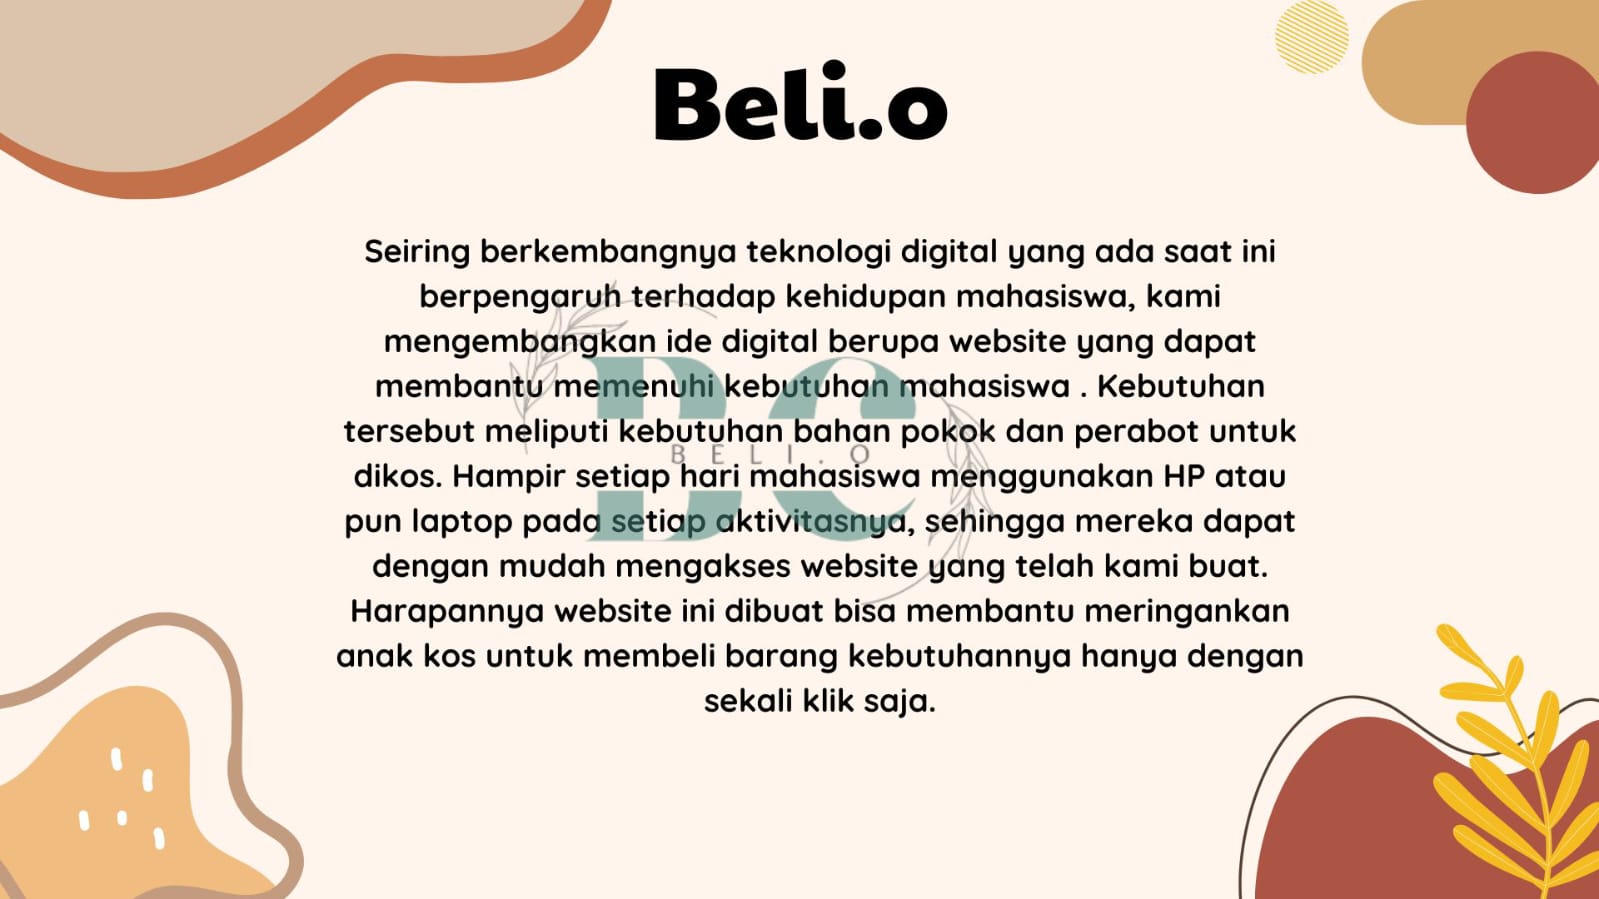 Beli.o
Seiring berkembangnya teknologi digital yang ada saat ini
berpengaruh terhadap kehidupan mahasiswa, kami
mengembangkan ide digital berupa website yang dapat
membantu memenuhi kebutuhan mahasiswa . Kebutuhan
tersebut meliputi kebutuhan bahan pokok dan perabot untuk
BELI.O
dikos. Hampir setiap hari mahasiswa menggunakan HP atau
pun laptop pada setiap aktivitasnya, sehingga mereka dapat
dengan mudah mengakses website yang telah kami buat.
Harapannya website ini dibuat bisa membantu meringankan
anak kos untuk membeli barang kebutuhannya hanya dengan
sekali klik saja.